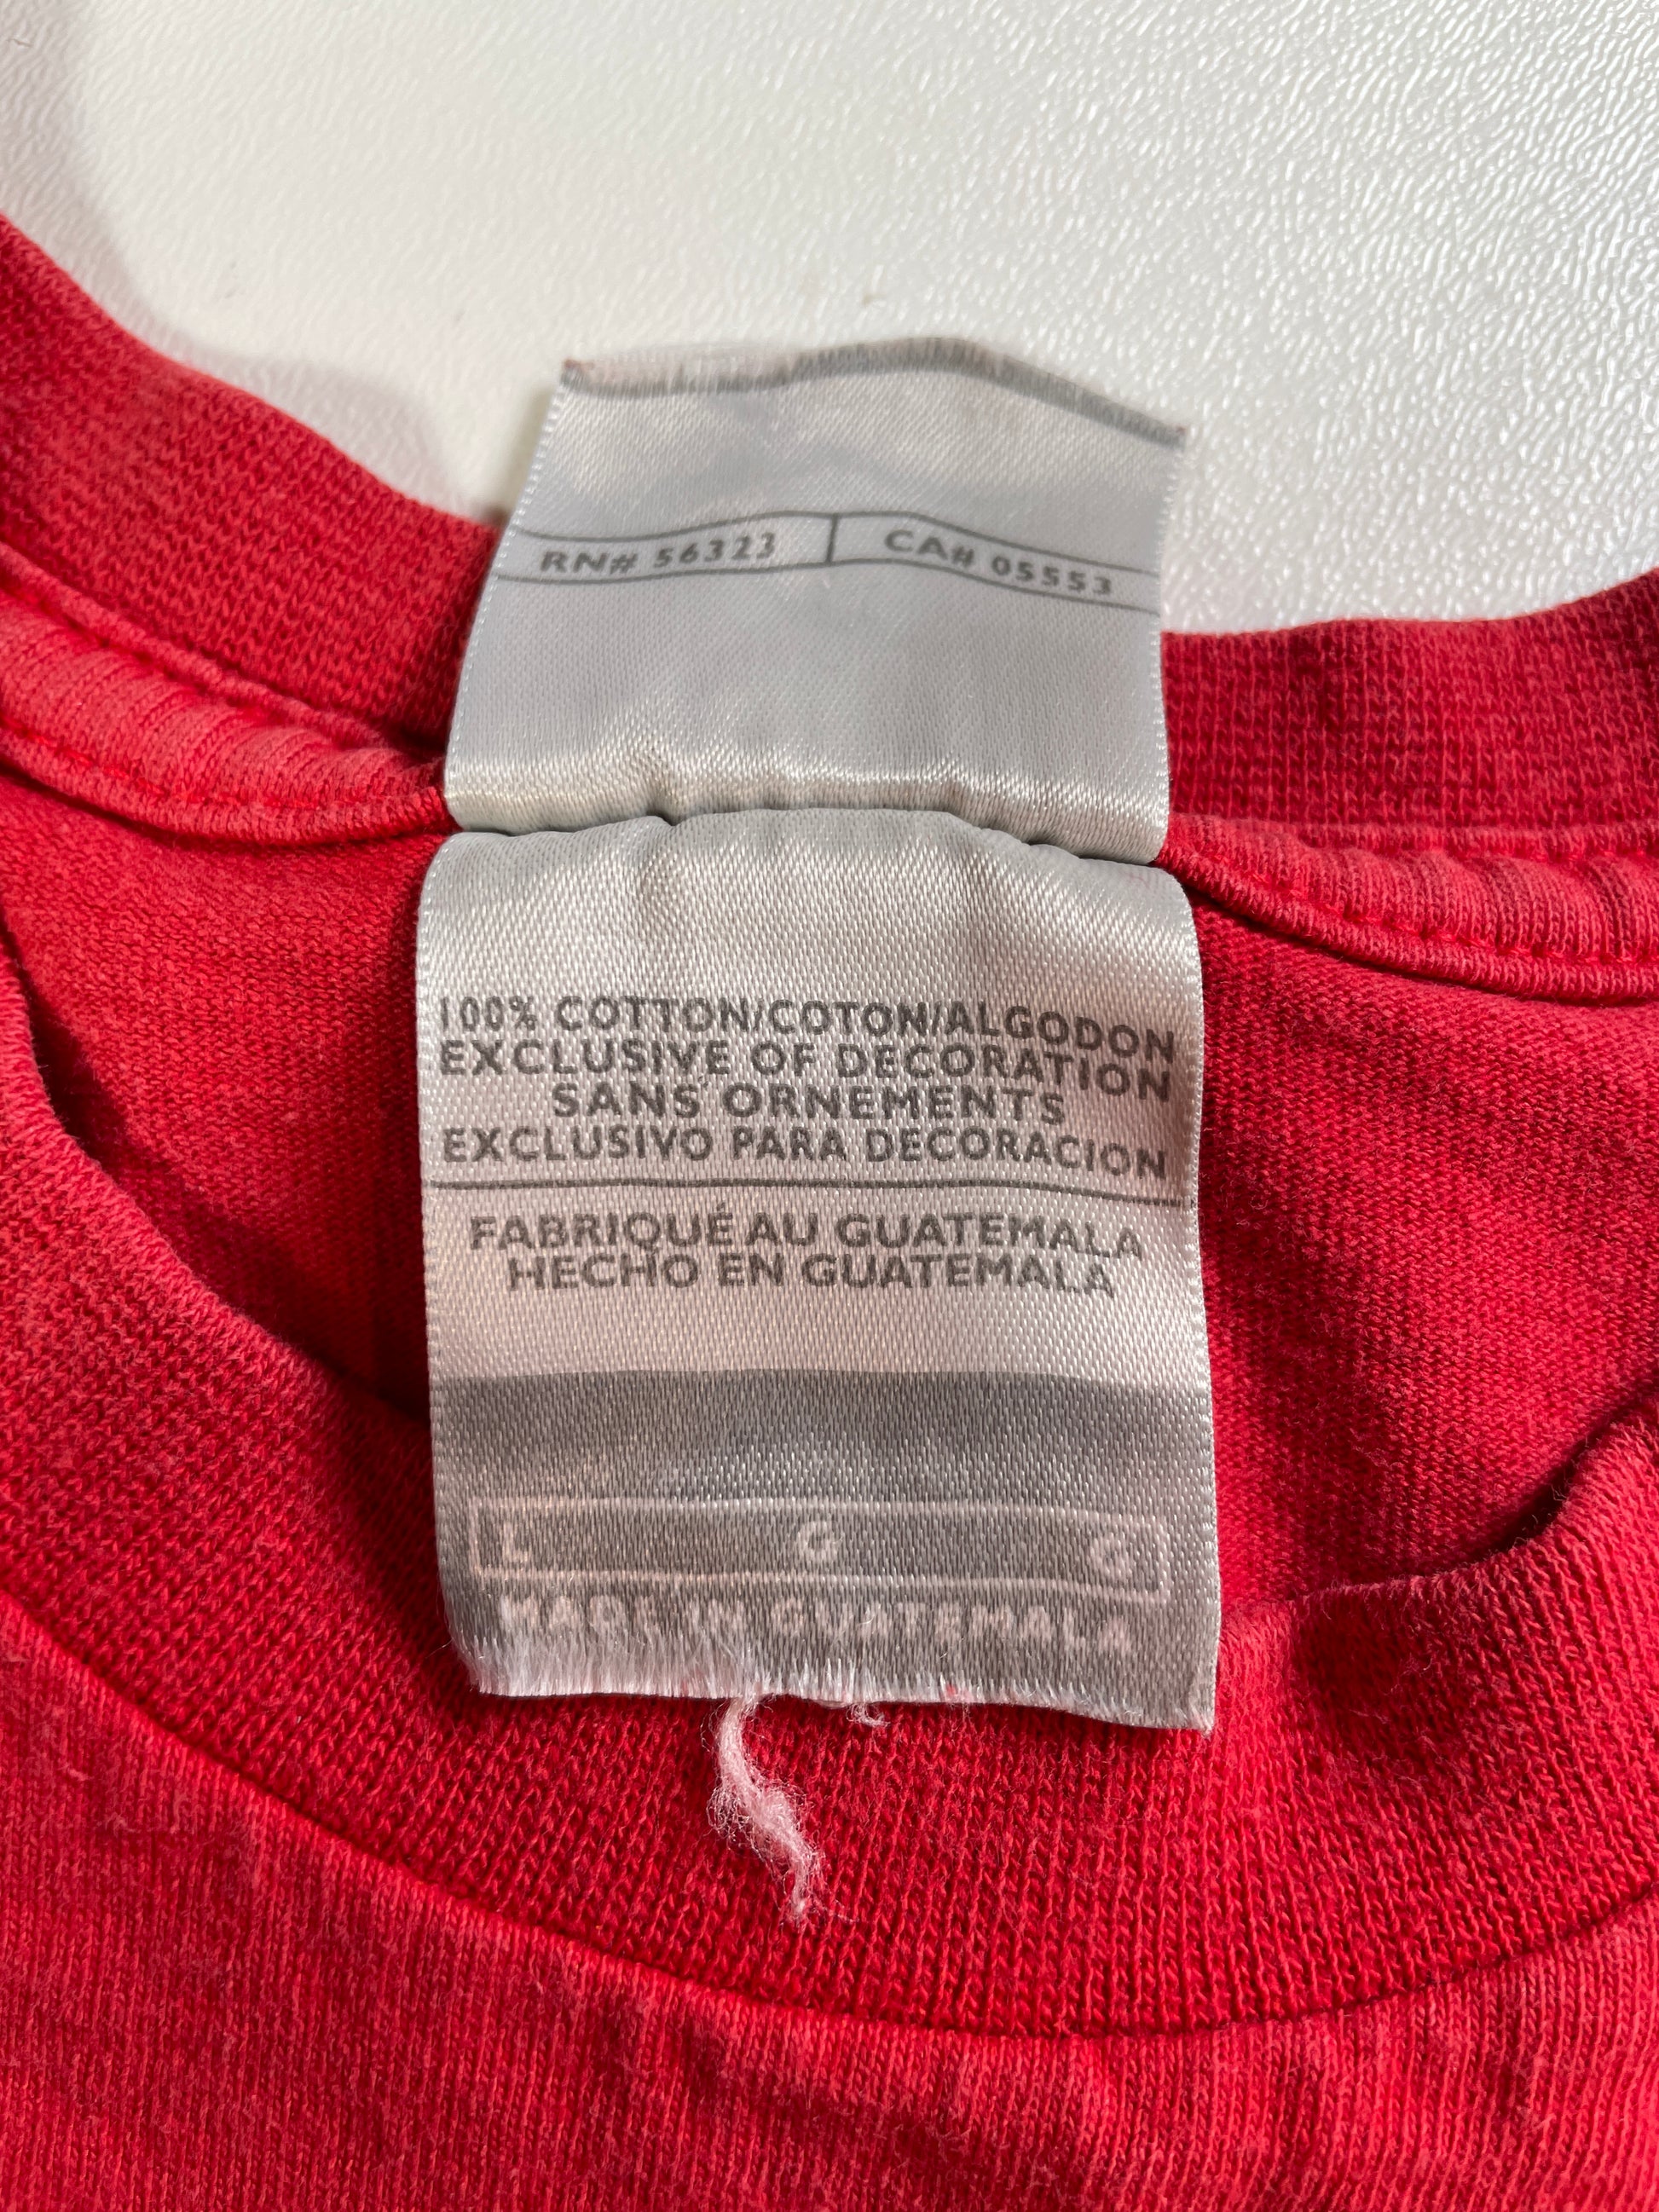 RN# 56323 CA# 05553
100% COTTON/COTON/ALGODON
EXCLUSIVE OF DECORATION
SANS ORNEMENTS
EXCLUSIVO PARA DECORACION
FABRIQUÉ AU GUATEMALA
HECHO EN GUATEMALA
L G G
MADE IN GUATEMALA